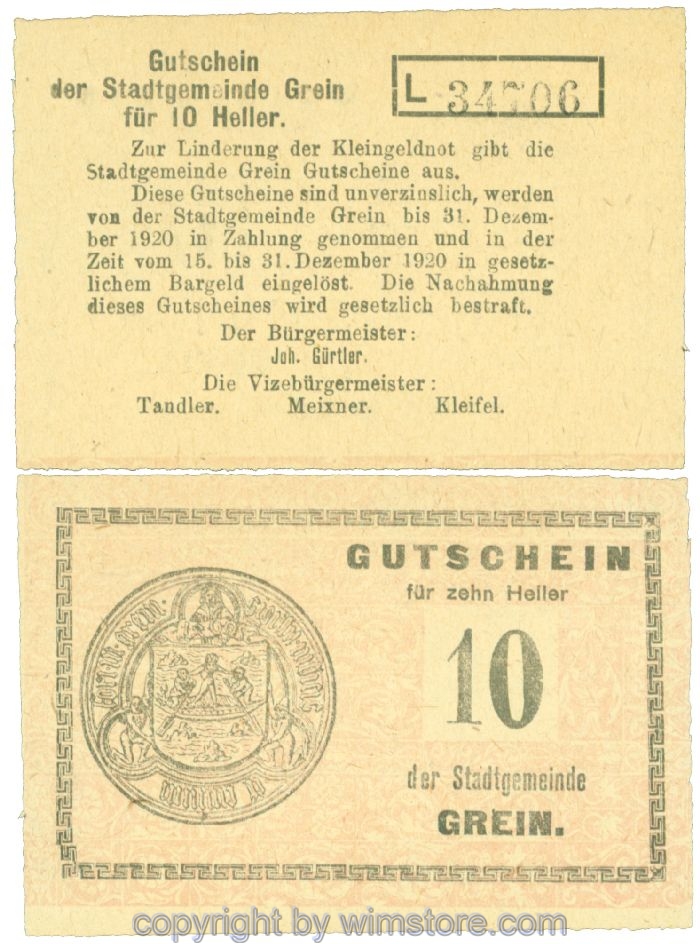 Gutschein
der Stadtgemeinde Grein
für 10 Heller.
L 34706
Zur Linderung der Kleingeldnot gibt die
Stadtgemeinde Grein Gutscheine aus.
Diese Gutscheine sind unverzinslich, werden
von der Stadtgemeinde Grein bis 31. Dezem-
ber 1920 in Zahlung genommen und in der
Zeit vom 15. bis 31. Dezember 1920 in gesetz-
lichem Bargeld eingelöst. Die Nachahmung
dieses Gutscheines wird gesetzlich bestraft.
Der Bürgermeister:
Joh. Gürtler.
Die Vizebürgermeister:
Tandler. Meixner. Kleifel.
GUTSCHEIN
für zehn Heller
10
der Stadtgemeinde
GREIN.
copyright by wimstore.com